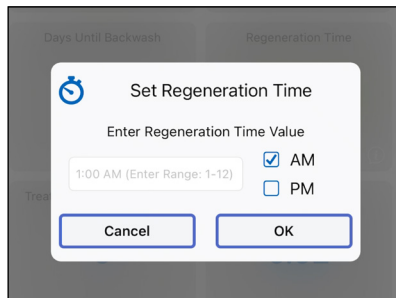 Days Until Backwash
Regeneration Time
Set Regeneration Time
Enter Regeneration Time Value
1:00 AM (Enter Range: 1-12)
AM
PM
Cancel
OK